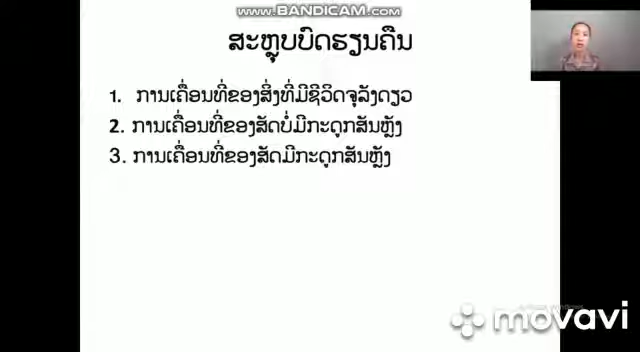 www.BANDICAM.com
ສະຫຼຸບບົດຮຽນຄືນ
1. ການເຄື່ອນທີ່ຂອງສິ່ງທີ່ມີຊີວິດຈຸລັງດຽວ
2. ການເຄື່ອນທີ່ຂອງສັດບໍ່ມີກະດູກສັນຫຼັງ
3. ການເຄື່ອນທີ່ຂອງສັດມີກະດູກສັນຫຼັງ
movavi